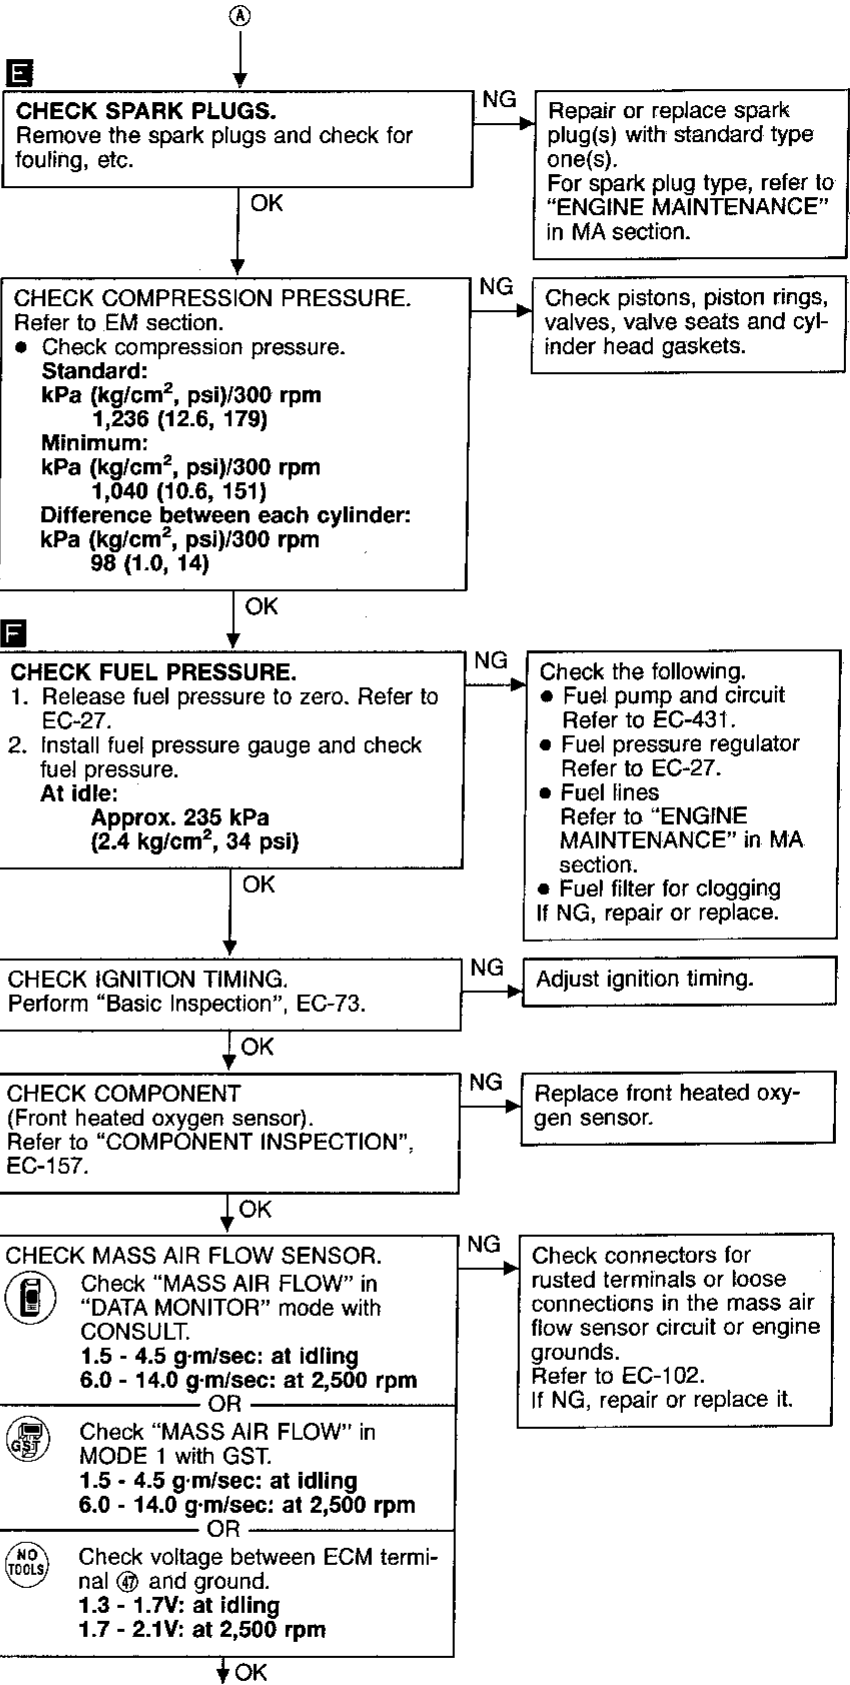 Ⓐ
E
CHECK SPARK PLUGS.
Remove the spark plugs and check for
fouling, etc.
NG
Repair or replace spark
plug(s) with standard type
one(s).
For spark plug type, refer to
“ENGINE MAINTENANCE”
in MA section.
OK
CHECK COMPRESSION PRESSURE.
Refer to EM section.
● Check compression pressure.
Standard:
kPa (kg/cm², psi)/300 rpm
1,236 (12.6, 179)
Minimum:
kPa (kg/cm², psi)/300 rpm
1,040 (10.6, 151)
Difference between each cylinder:
kPa (kg/cm², psi)/300 rpm
98 (1.0, 14)
NG
Check pistons, piston rings,
valves, valve seats and cyl-
inder head gaskets.
OK
F
CHECK FUEL PRESSURE.
1. Release fuel pressure to zero. Refer to
EC-27.
2. Install fuel pressure gauge and check
fuel pressure.
At idle:
Approx. 235 kPa
(2.4 kg/cm², 34 psi)
NG
Check the following.
● Fuel pump and circuit
Refer to EC-431.
● Fuel pressure regulator
Refer to EC-27.
● Fuel lines
Refer to “ENGINE
MAINTENANCE” in MA
section.
● Fuel filter for clogging
If NG, repair or replace.
OK
CHECK IGNITION TIMING.
Perform “Basic Inspection”, EC-73.
NG
Adjust ignition timing.
OK
CHECK COMPONENT
(Front heated oxygen sensor).
Refer to “COMPONENT INSPECTION”,
EC-157.
NG
Replace front heated oxy-
gen sensor.
OK
CHECK MASS AIR FLOW SENSOR.
Check “MASS AIR FLOW” in
“DATA MONITOR” mode with
CONSULT.
1.5 - 4.5 g·m/sec: at idling
6.0 - 14.0 g·m/sec: at 2,500 rpm
OR
GST
Check “MASS AIR FLOW” in
MODE 1 with GST.
1.5 - 4.5 g·m/sec: at idling
6.0 - 14.0 g·m/sec: at 2,500 rpm
OR
NO
TOOLS
Check voltage between ECM termi-
nal ㊼ and ground.
1.3 - 1.7V: at idling
1.7 - 2.1V: at 2,500 rpm
NG
Check connectors for
rusted terminals or loose
connections in the mass air
flow sensor circuit or engine
grounds.
Refer to EC-102.
If NG, repair or replace it.
OK